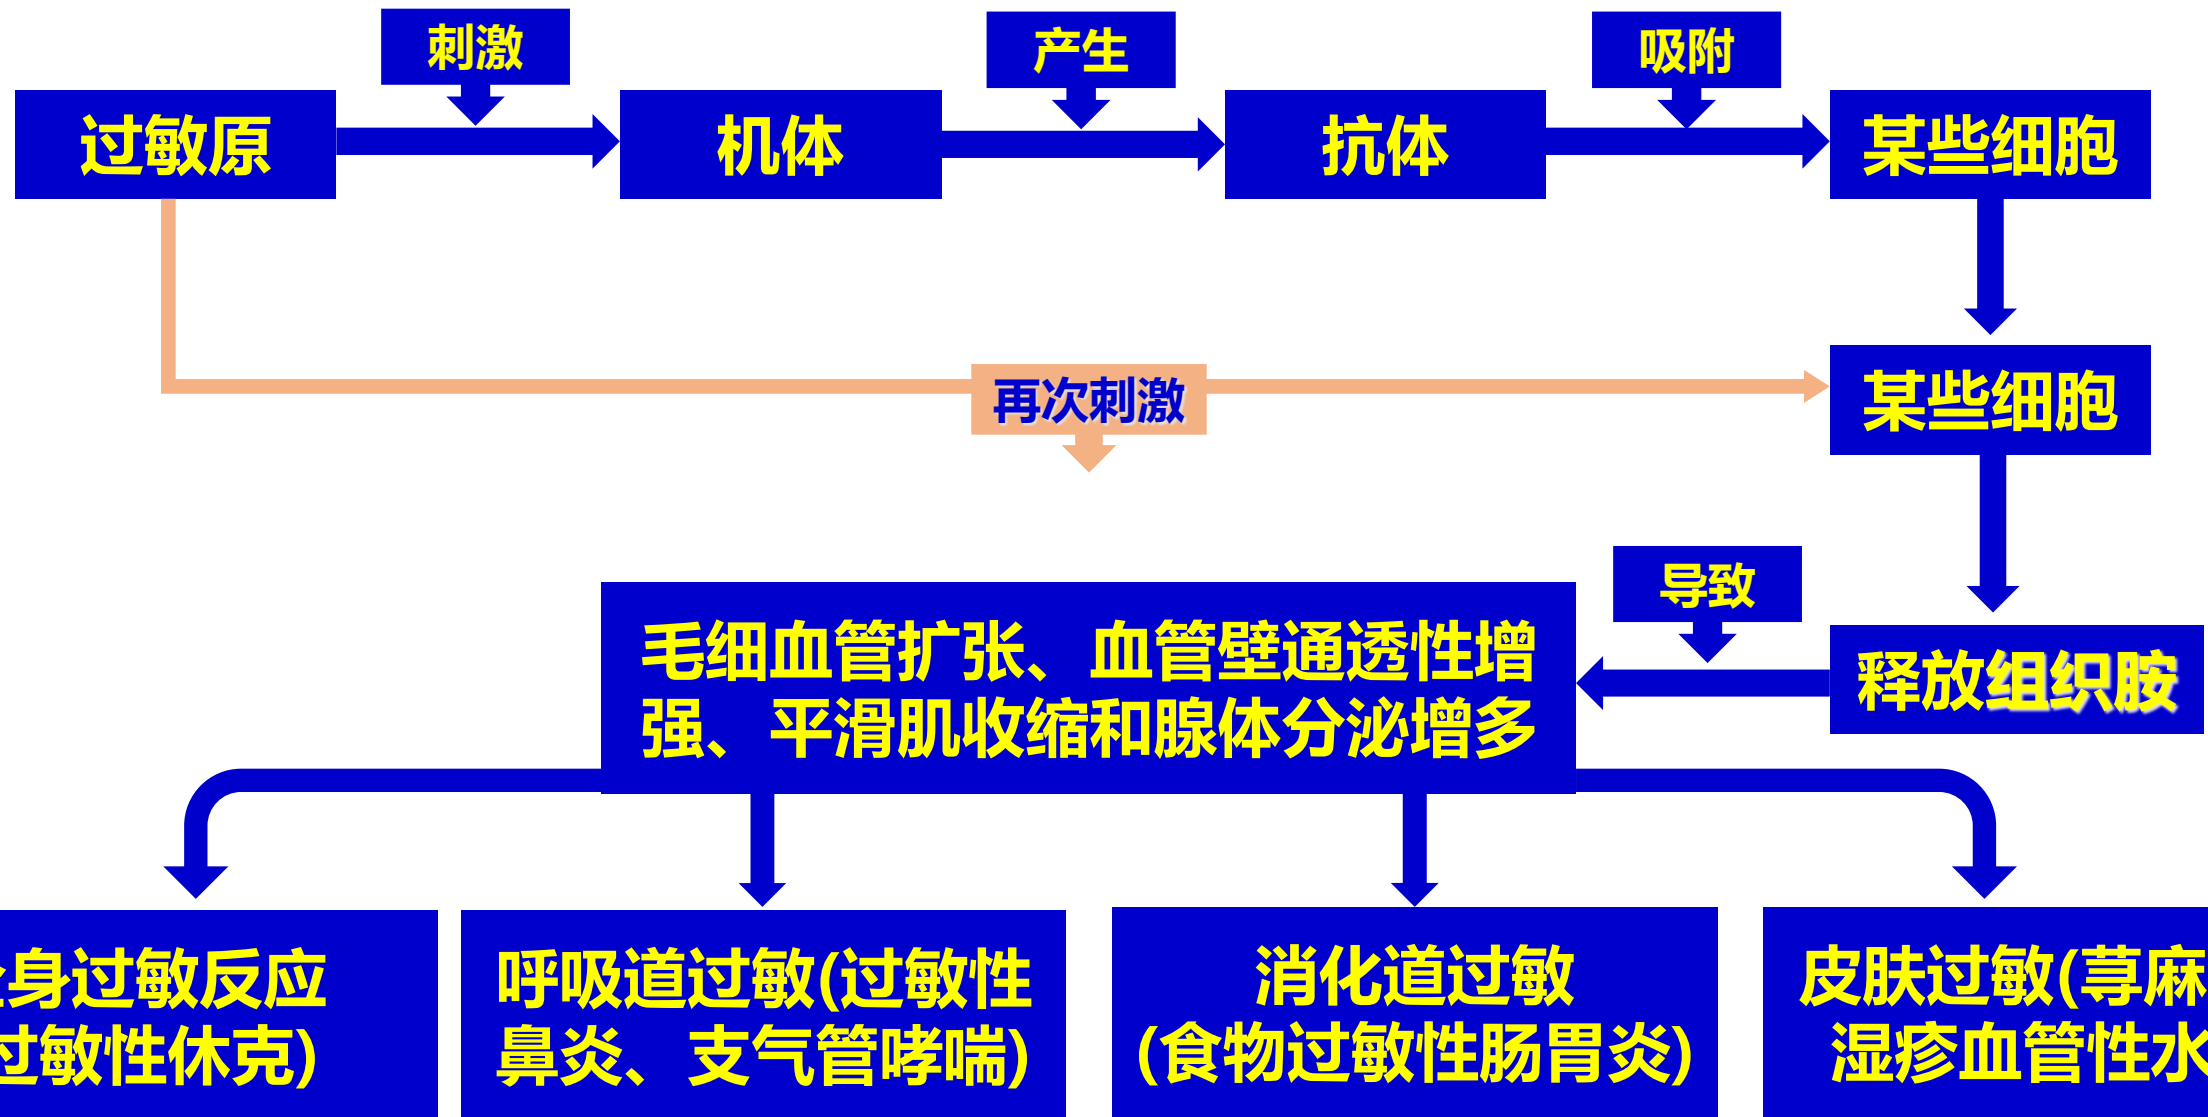 刺激
产生
吸附
过敏原
机体
抗体
某些细胞
再次刺激
某些细胞
导致
毛细血管扩张、血管壁通透性增
强、平滑肌收缩和腺体分泌增多
释放组织胺
全身过敏反应
过敏性休克)
呼吸道过敏(过敏性
鼻炎、支气管哮喘)
消化道过敏
(食物过敏性肠胃炎)
皮肤过敏(荨麻
湿疹血管性水